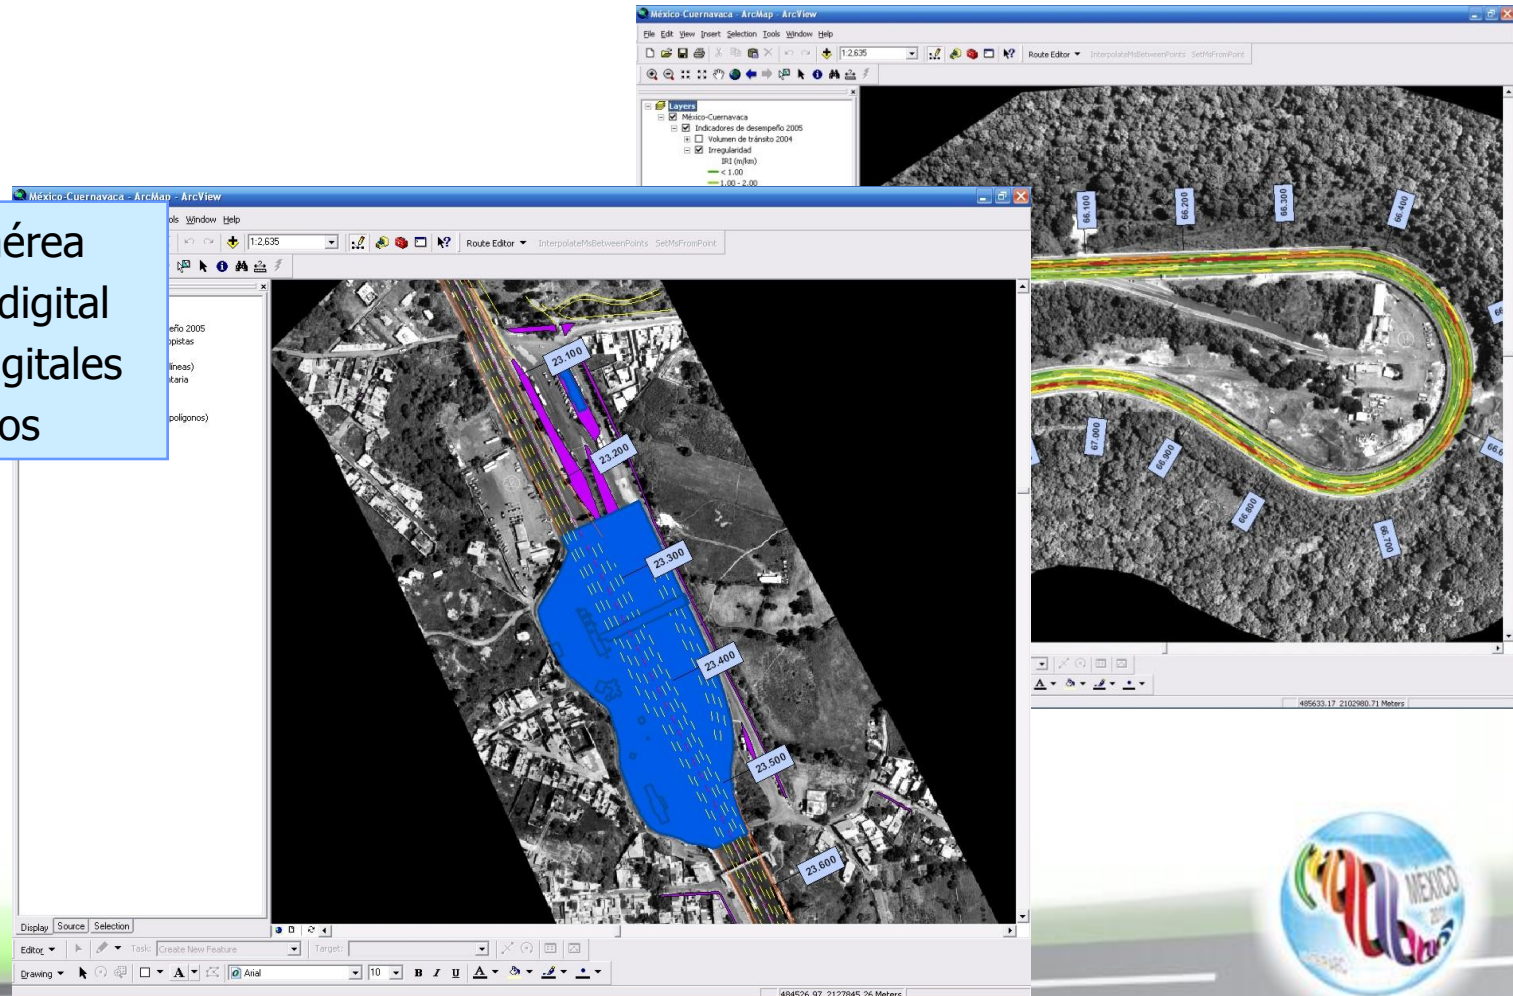 México-Cuernavaca - ArcMap - ArcView
File Edit View Insert Selection Tools Window Help
1:2,635
Route Editor InterpolateMsBetweenPoints SetMsFromPoint
Layers
México-Cuernavaca
Indicadores de desempeño 2005
Volumen de tránsito 2004
Irregularidad
IRI (m/km)
< 1.00
1.00 - 2.00
66.100
66.200
66.300
66.400
67.000
66.900
66.800
66.700
485633.17 2102980.71 Meters
México-Cuernavaca - ArcMap - ArcView
ols Window Help
1:2,635
Route Editor InterpolateMsBetweenPoints SetMsFromPoint
érea
digital
gitales
os
eño 2005
opistas
líneas)
taria
polígonos)
23.100
23.200
23.300
23.400
23.500
23.600
Display Source Selection
Editor Task: Create New Feature Target:
Drawing A Arial 10 B I U A
484526.97 2127845.26 Meters
MÉXICO